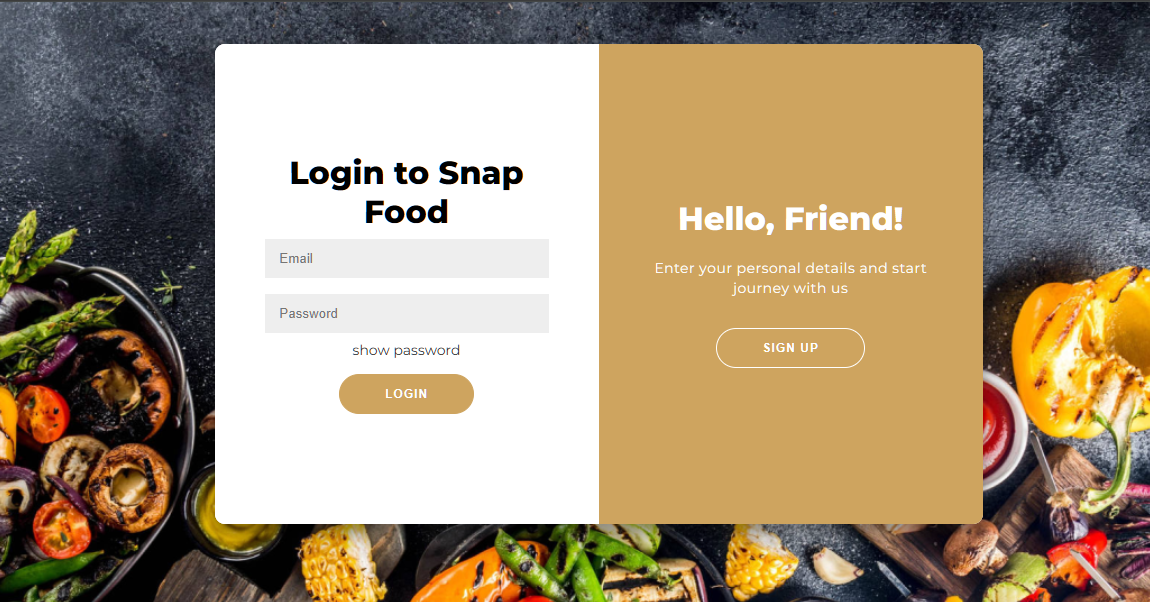 Login to Snap
Food
Email
Password
show password
LOGIN
Hello, Friend!
Enter your personal details and start
journey with us
SIGN UP